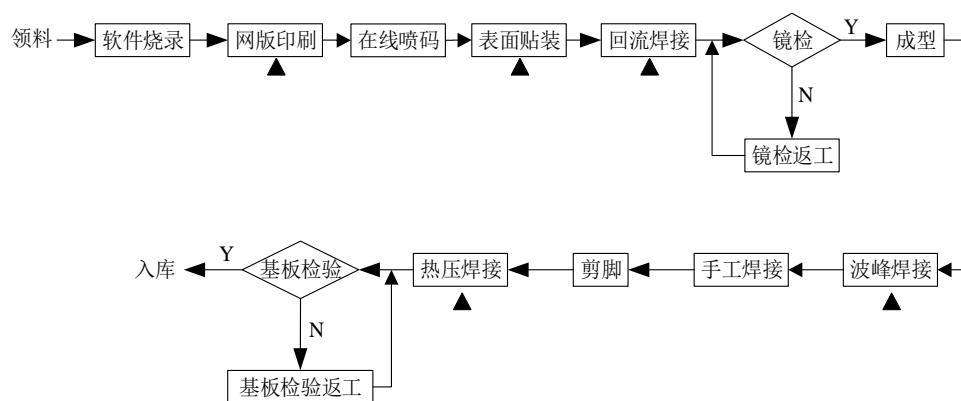 领料 软件烧录 网版印刷 在线喷码 表面贴装 回流焊接 镜检 Y 成型
N
镜检返工
入库 Y 基板检验 热压焊接 剪脚 手工焊接 波峰焊接
N
基板检验返工